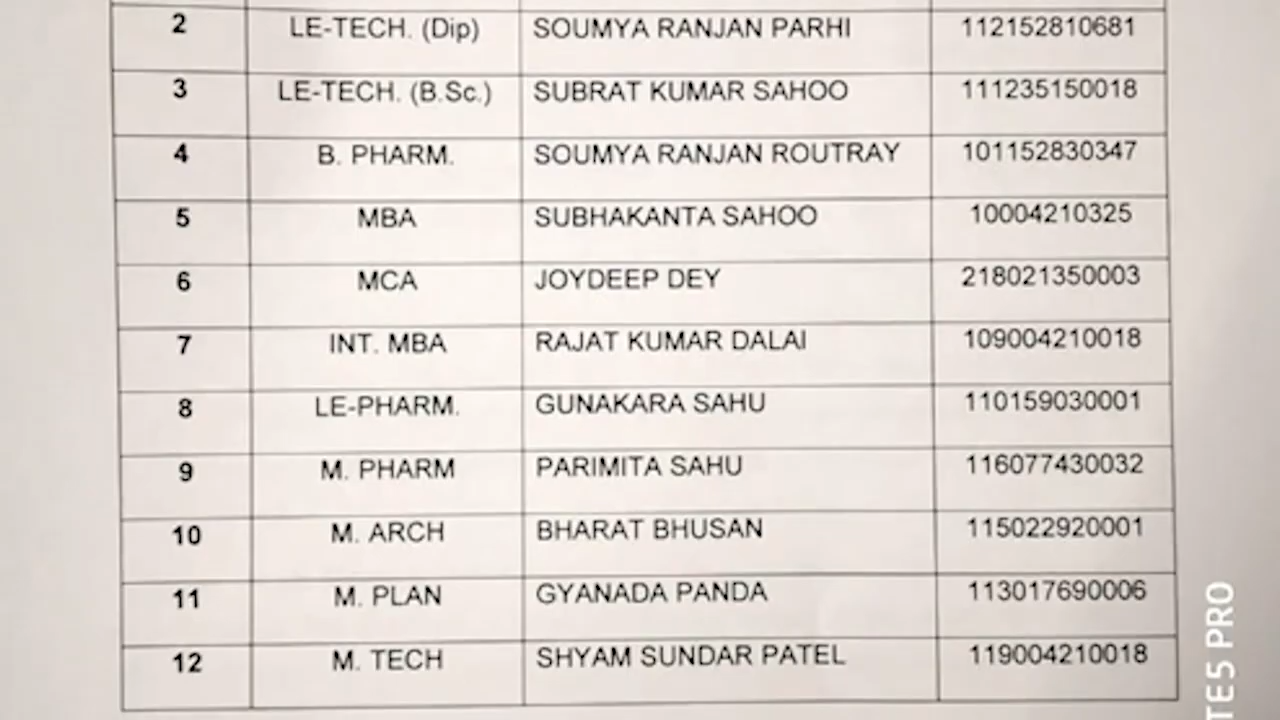 2 LE-TECH. (Dip) SOUMYA RANJAN PARHI 112152810681
3 LE-TECH. (B.Sc.) SUBRAT KUMAR SAHOO 111235150018
4 B. PHARM. SOUMYA RANJAN ROUTRAY 101152830347
5 MBA SUBHAKANTA SAHOO 10004210325
6 MCA JOYDEEP DEY 218021350003
7 INT. MBA RAJAT KUMAR DALAI 109004210018
8 LE-PHARM. GUNAKARA SAHU 110159030001
9 M. PHARM PARIMITA SAHU 116077430032
10 M. ARCH BHARAT BHUSAN 115022920001
11 M. PLAN GYANADA PANDA 113017690006
12 M. TECH SHYAM SUNDAR PATEL 119004210018
TE5 PRO